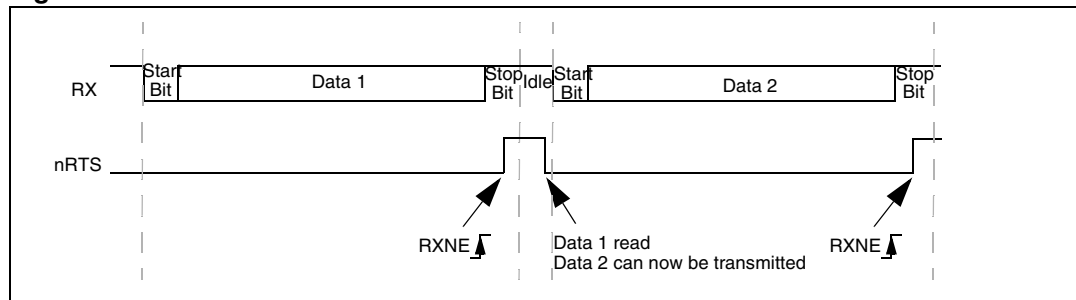 RX
Start
Bit
Data 1
Stop
Bit
Idle
Start
Bit
Data 2
Stop
Bit
nRTS
RXNE
Data 1 read
Data 2 can now be transmitted
RXNE